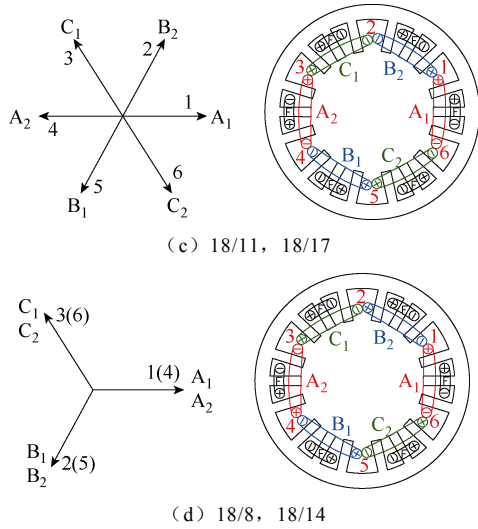 C₁ B₂
3 2
1
A₂ A₁
4
5 6
B₁ C₂
2
3 1
C₁ B₂
A₂ A₁
B₁ C₂
4 6
5
F F
（c）18/11，18/17
C₁
C₂
3(6)
1(4) A₁
A₂
B₁
B₂
2(5)
2
3 1
C₁ B₂
A₂ A₁
B₁ C₂
4 6
5
F F
（d）18/8，18/14